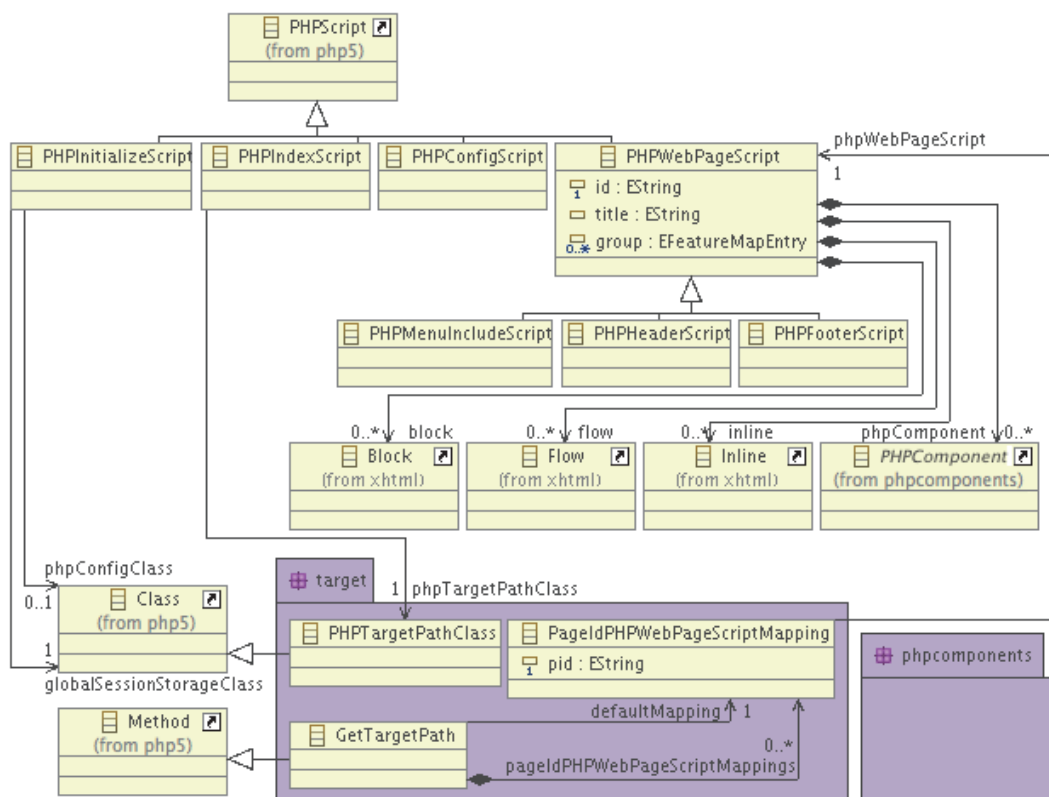 PHPScript
(from php5)
phpWebPageScript
1
PHPInitializeScript
PHPIndexScript
PHPConfigScript
PHPWebPageScript
1
id : EString
title : EString
0..*
group : EFeatureMapEntry
PHPMenuIncludeScript
PHPHeaderScript
PHPFooterScript
0..* block
0..* flow
0..* inline
phpComponent 0..*
Block
(from xhtml)
Flow
(from xhtml)
Inline
(from xhtml)
PHPComponent
(from phpcomponents)
phpConfigClass
0..1
target
1 phpTargetPathClass
Class
(from php5)
1
globalSessionStorageClass
PHPTargetPathClass
PageIdPHPWebPageScriptMapping
1
pid : EString
phpcomponents
defaultMapping 1
Method
(from php5)
GetTargetPath
0..*
pageIdPHPWebPageScriptMappings